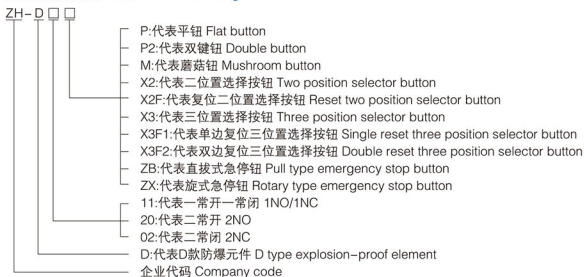 ZH-D□□
P:代表平钮 Flat button
P2:代表双键钮 Double button
M:代表蘑菇钮 Mushroom button
X2:代表二位置选择按钮 Two position selector button
X2F:代表复位二位置选择按钮 Reset two position selector button
X3:代表三位置选择按钮 Three position selector button
X3F1:代表单边复位三位置选择按钮 Single reset three position selector button
X3F2:代表双边复位三位置选择按钮 Double reset three position selector button
ZB:代表直拔式急停钮 Pull type emergency stop button
ZX:代表旋式急停钮 Rotary type emergency stop button
11:代表一常开一常闭 1NO/1NC
20:代表二常开 2NO
02:代表二常闭 2NC
D:代表D款防爆元件 D type explosion-proof element
企业代码 Company code